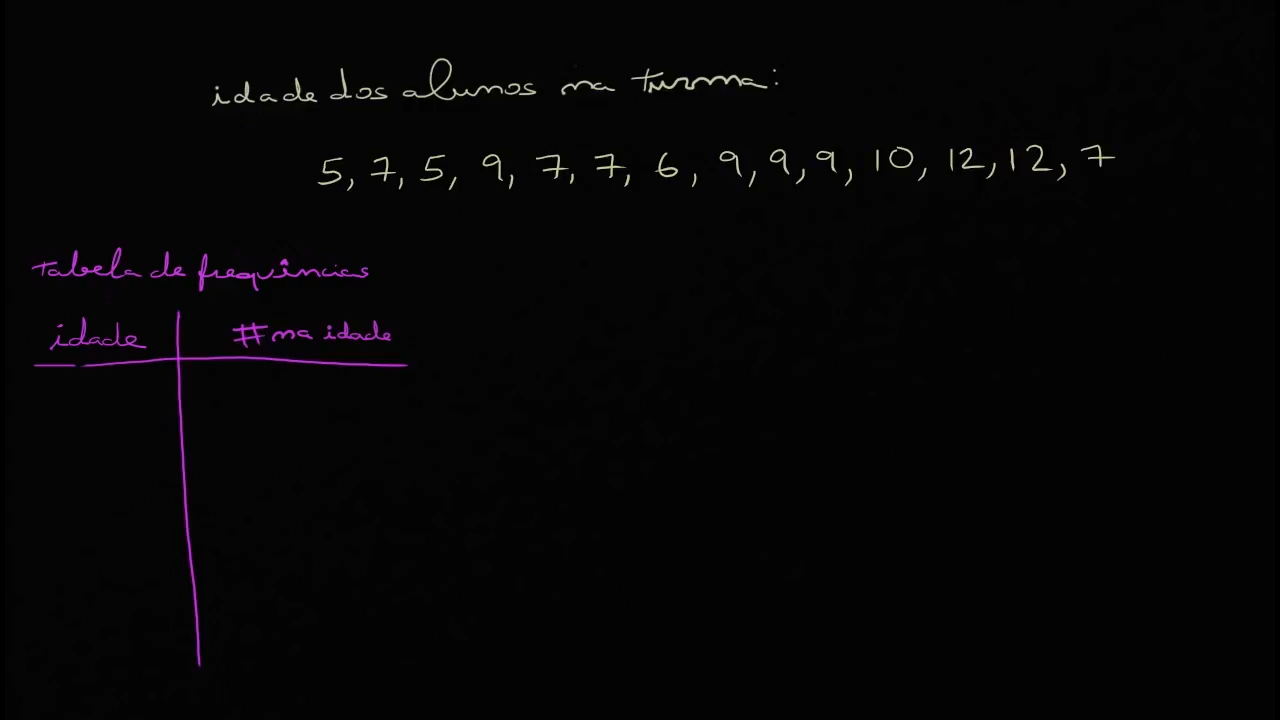 idade dos alunos na turma:
5, 7, 5, 9, 7, 7, 6, 9, 9, 9, 10, 12, 12, 7
Tabela de frequências
idade # na idade